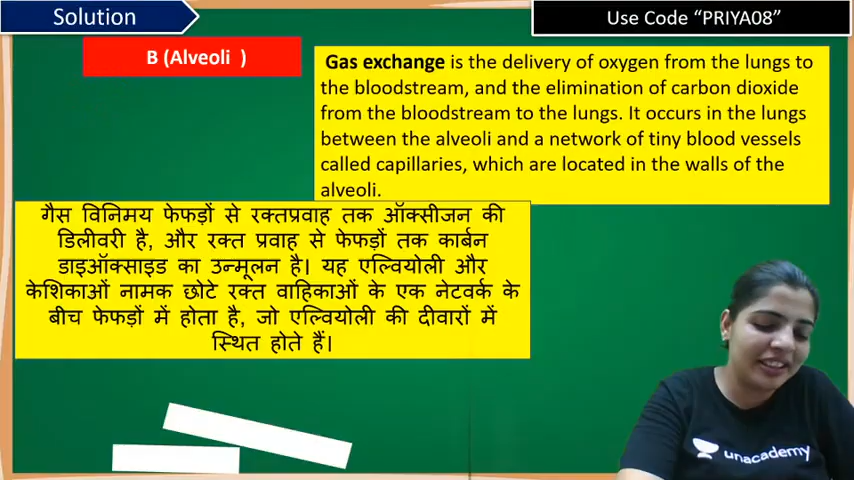 Solution
Use Code “PRIYA08”
B (Alveoli )
Gas exchange is the delivery of oxygen from the lungs to
the bloodstream, and the elimination of carbon dioxide
from the bloodstream to the lungs. It occurs in the lungs
between the alveoli and a network of tiny blood vessels
called capillaries, which are located in the walls of the
alveoli.
गैस विनिमय फेफड़ों से रक्तप्रवाह तक ऑक्सीजन की
डिलीवरी है, और रक्त प्रवाह से फेफड़ों तक कार्बन
डाइऑक्साइड का उन्मूलन है। यह एल्वियोली और
केशिकाओं नामक छोटे रक्त वाहिकाओं के एक नेटवर्क के
बीच फेफड़ों में होता है, जो एल्वियोली की दीवारों में
स्थित होते हैं।
unacademy